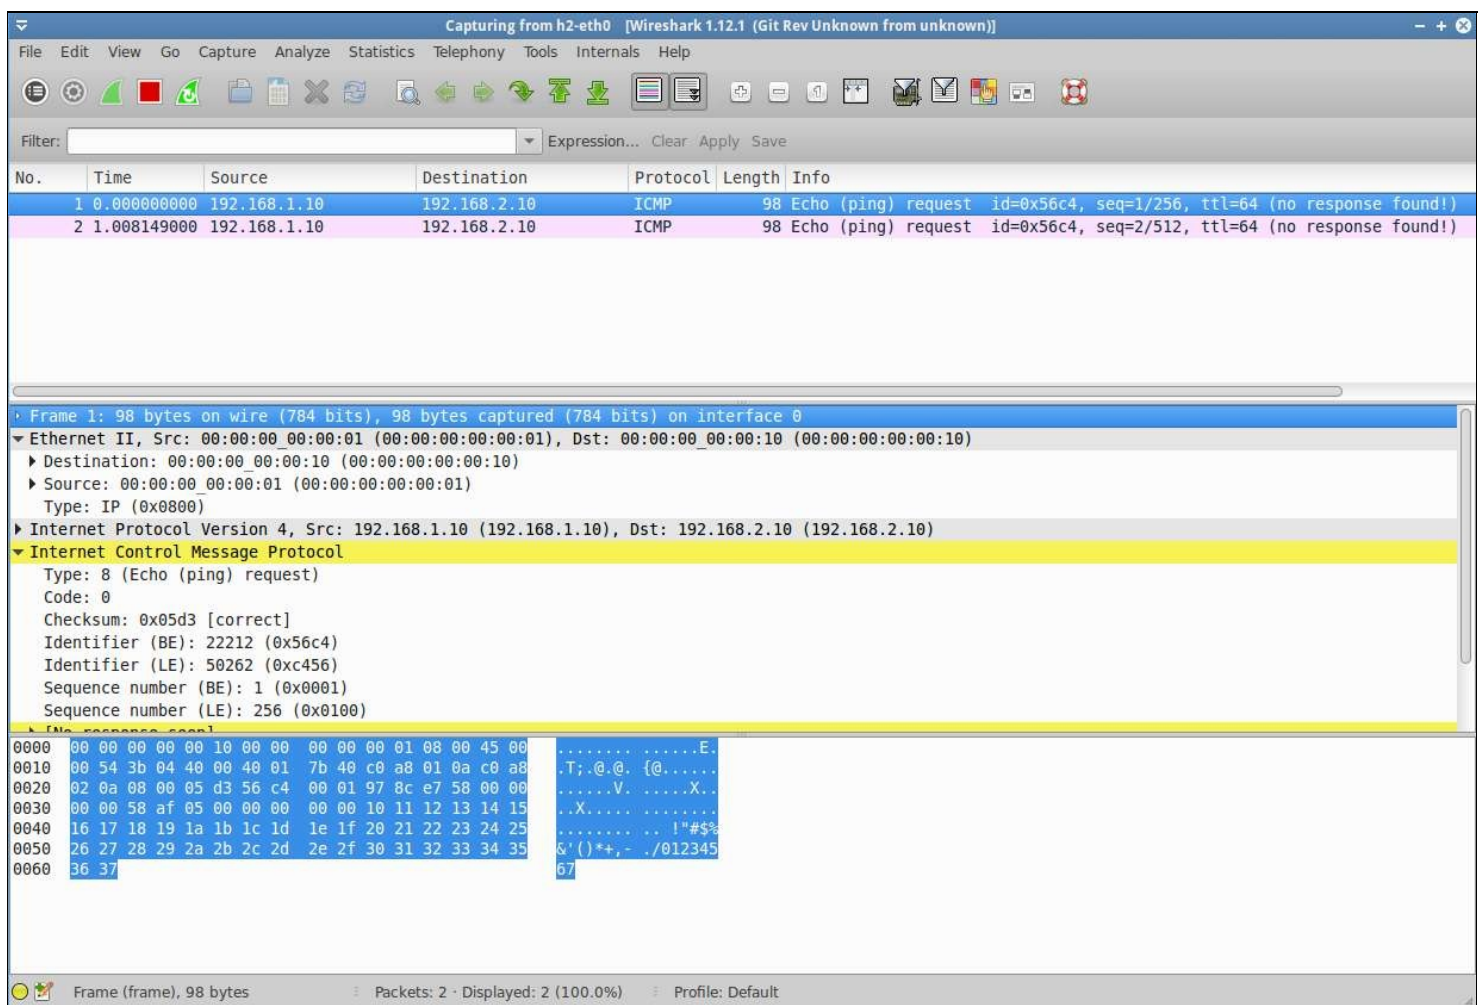 Capturing from h2-eth0 [Wireshark 1.12.1 (Git Rev Unknown from unknown)]
File Edit View Go Capture Analyze Statistics Telephony Tools Internals Help
Filter: Expression... Clear Apply Save
No. Time Source Destination Protocol Length Info
1 0.000000000 192.168.1.10 192.168.2.10 ICMP 98 Echo (ping) request id=0x56c4, seq=1/256, ttl=64 (no response found!)
2 1.008149000 192.168.1.10 192.168.2.10 ICMP 98 Echo (ping) request id=0x56c4, seq=2/512, ttl=64 (no response found!)
Frame 1: 98 bytes on wire (784 bits), 98 bytes captured (784 bits) on interface 0
Ethernet II, Src: 00:00:00_00:00:01 (00:00:00:00:00:01), Dst: 00:00:00_00:00:10 (00:00:00:00:00:10)
Destination: 00:00:00_00:00:10 (00:00:00:00:00:10)
Source: 00:00:00_00:00:01 (00:00:00:00:00:01)
Type: IP (0x0800)
Internet Protocol Version 4, Src: 192.168.1.10 (192.168.1.10), Dst: 192.168.2.10 (192.168.2.10)
Internet Control Message Protocol
Type: 8 (Echo (ping) request)
Code: 0
Checksum: 0x05d3 [correct]
Identifier (BE): 22212 (0x56c4)
Identifier (LE): 50262 (0xc456)
Sequence number (BE): 1 (0x0001)
Sequence number (LE): 256 (0x0100)
[No response seen]
0000 00 00 00 00 00 10 00 00 00 00 00 01 08 00 45 00 ........ ......E.
0010 00 54 3b 04 40 00 40 01 7b 40 c0 a8 01 0a c0 a8 .T;.@.@. {@......
0020 02 0a 08 00 05 d3 56 c4 00 01 97 8c e7 58 00 00 ......V. .....X..
0030 00 00 58 af 05 00 00 00 00 00 10 11 12 13 14 15 ..X..... ........
0040 16 17 18 19 1a 1b 1c 1d 1e 1f 20 21 22 23 24 25 ........ .. !"#$%
0050 26 27 28 29 2a 2b 2c 2d 2e 2f 30 31 32 33 34 35 &'()*+,- ./012345
0060 36 37 67
Frame (frame), 98 bytes Packets: 2 · Displayed: 2 (100.0%) Profile: Default